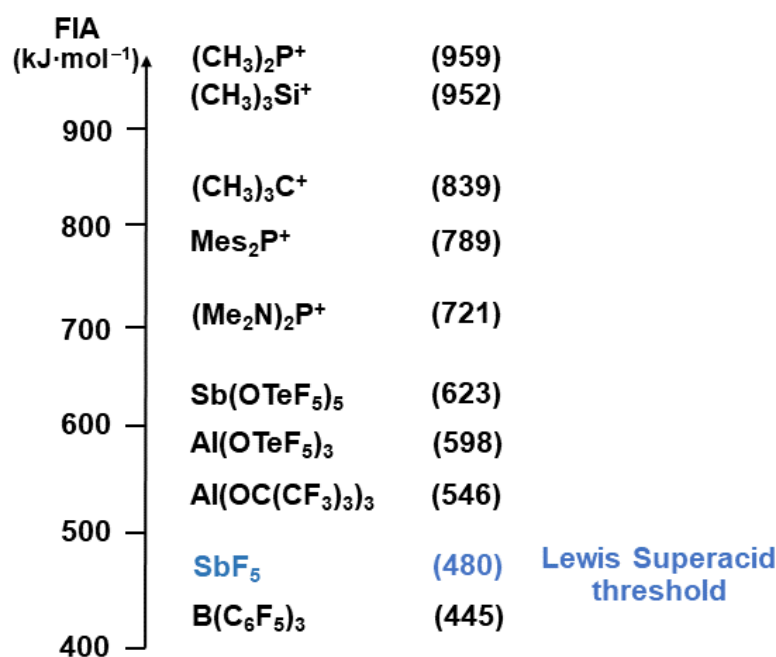 FIA
(kJ·mol⁻¹)
(CH₃)₂P⁺ (959)
(CH₃)₃Si⁺ (952)
900
(CH₃)₃C⁺ (839)
800
Mes₂P⁺ (789)
(Me₂N)₂P⁺ (721)
700
Sb(OTeF₅)₅ (623)
600
Al(OTeF₅)₃ (598)
Al(OC(CF₃)₃)₃ (546)
500
SbF₅ (480) Lewis Superacid
threshold
B(C₆F₅)₃ (445)
400